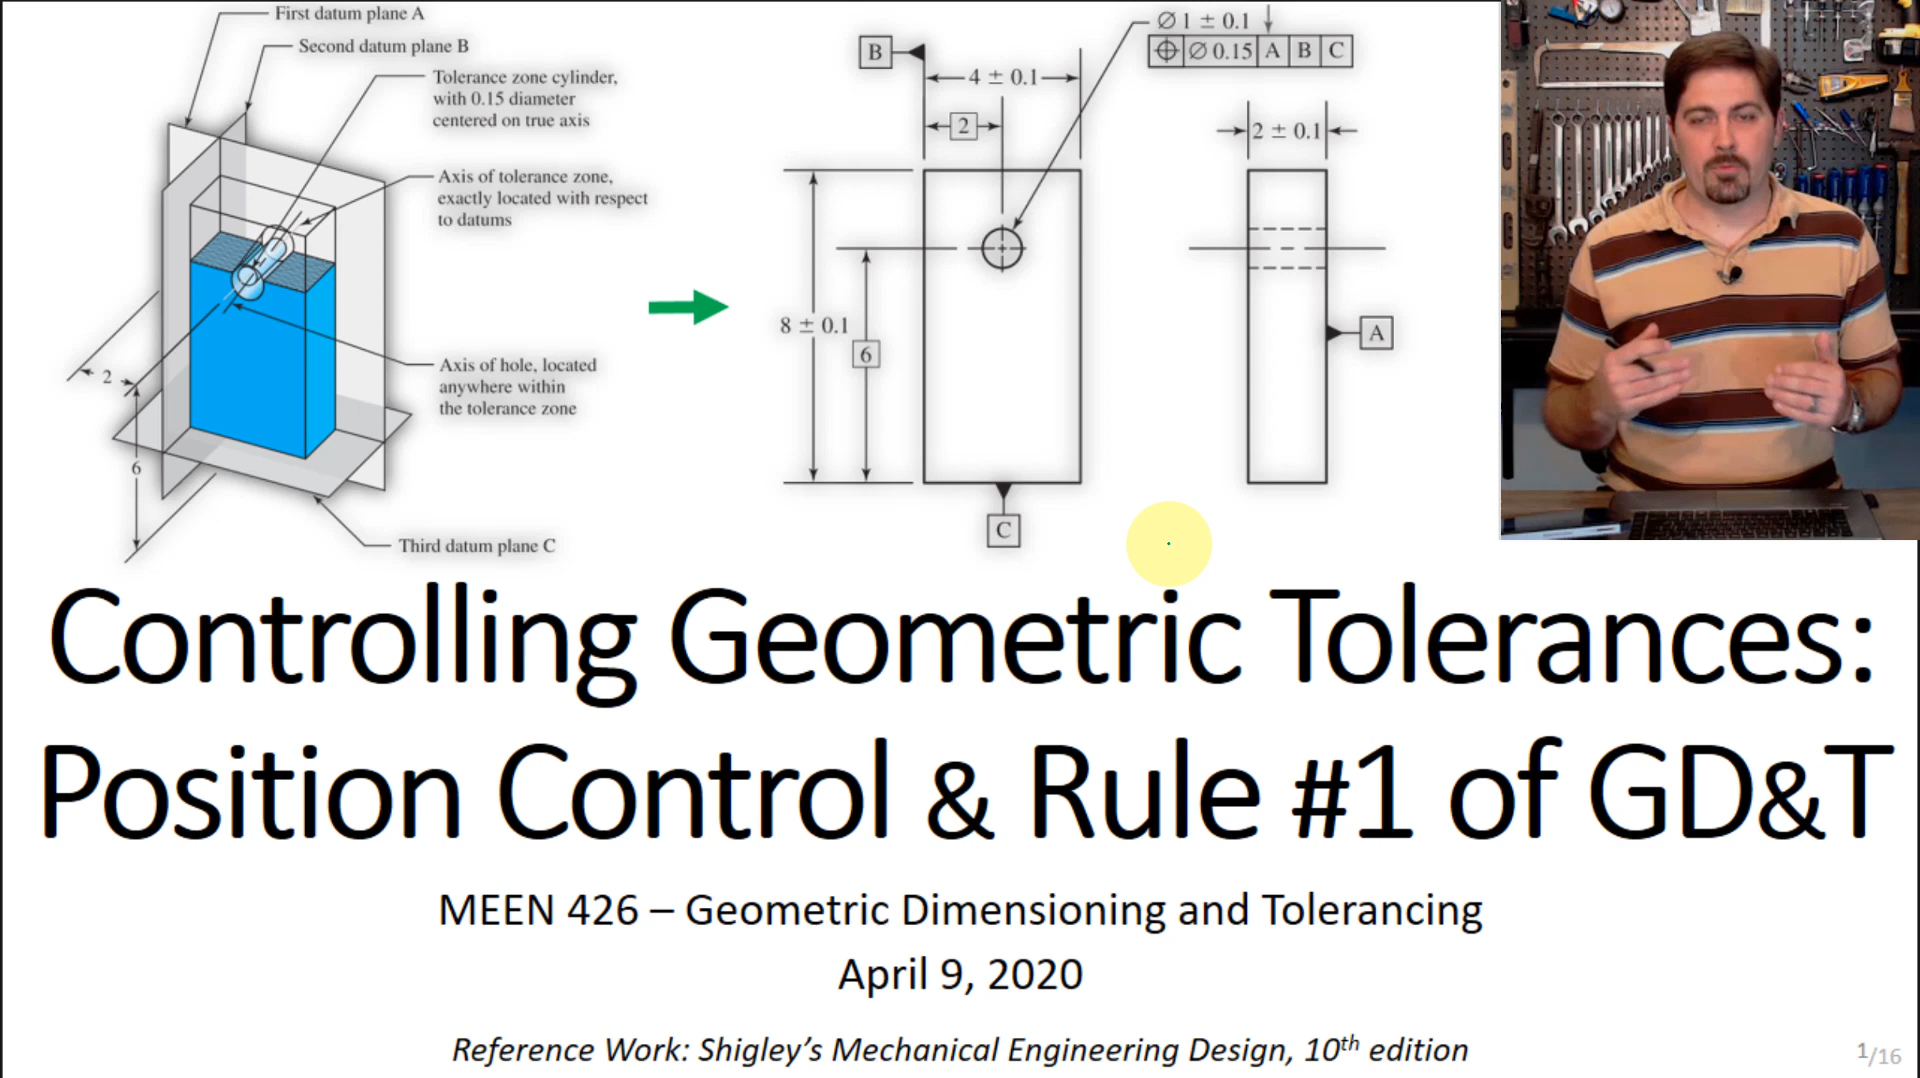 First datum plane A
Second datum plane B
Tolerance zone cylinder,
with 0.15 diameter
centered on true axis
Axis of tolerance zone,
exactly located with respect
to datums
Axis of hole, located
anywhere within
the tolerance zone
2
6
Third datum plane C
B
4 ± 0.1
2
∅ 1 ± 0.1
⌖ ∅ 0.15 A B C
2 ± 0.1
8 ± 0.1
6
A
C
Controlling Geometric Tolerances:
Position Control & Rule #1 of GD&T
MEEN 426 – Geometric Dimensioning and Tolerancing
April 9, 2020
Reference Work: Shigley's Mechanical Engineering Design, 10th edition
1/16